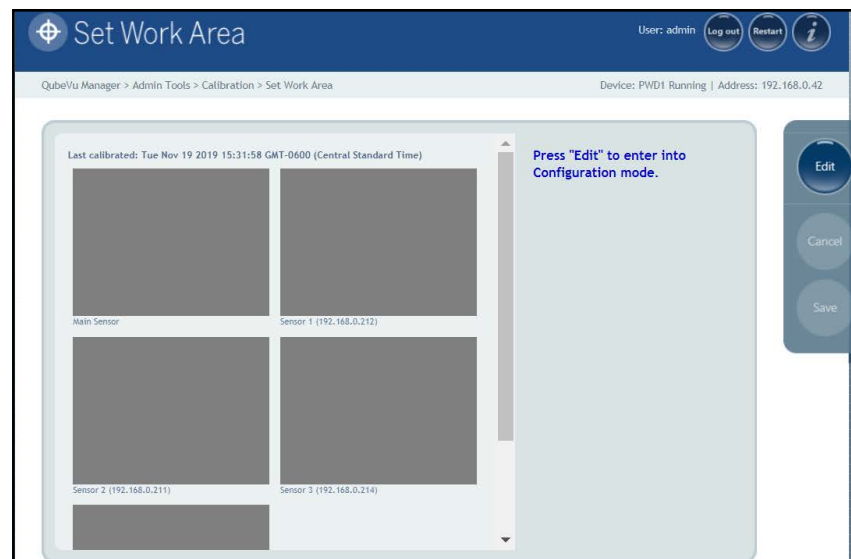 Set Work Area
User: admin
Log out
Restart
i
QubeVu Manager > Admin Tools > Calibration > Set Work Area
Device: PWD1 Running | Address: 192.168.0.42
Last calibrated: Tue Nov 19 2019 15:31:58 GMT-0600 (Central Standard Time)
Press "Edit" to enter into
Configuration mode.
Edit
Cancel
Save
Main Sensor
Sensor 1 (192.168.0.212)
Sensor 2 (192.168.0.211)
Sensor 3 (192.168.0.214)